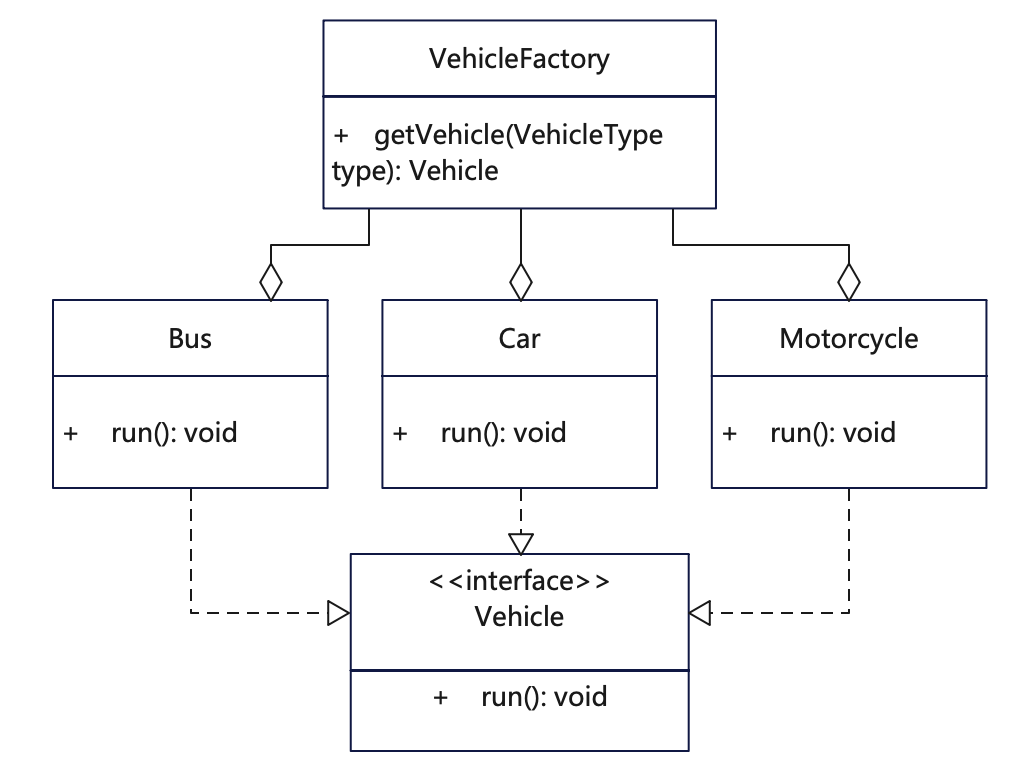 VehicleFactory
+ getVehicle(VehicleType
type): Vehicle
Bus
+ run(): void
Car
+ run(): void
Motorcycle
+ run(): void
<<interface>>
Vehicle
+ run(): void